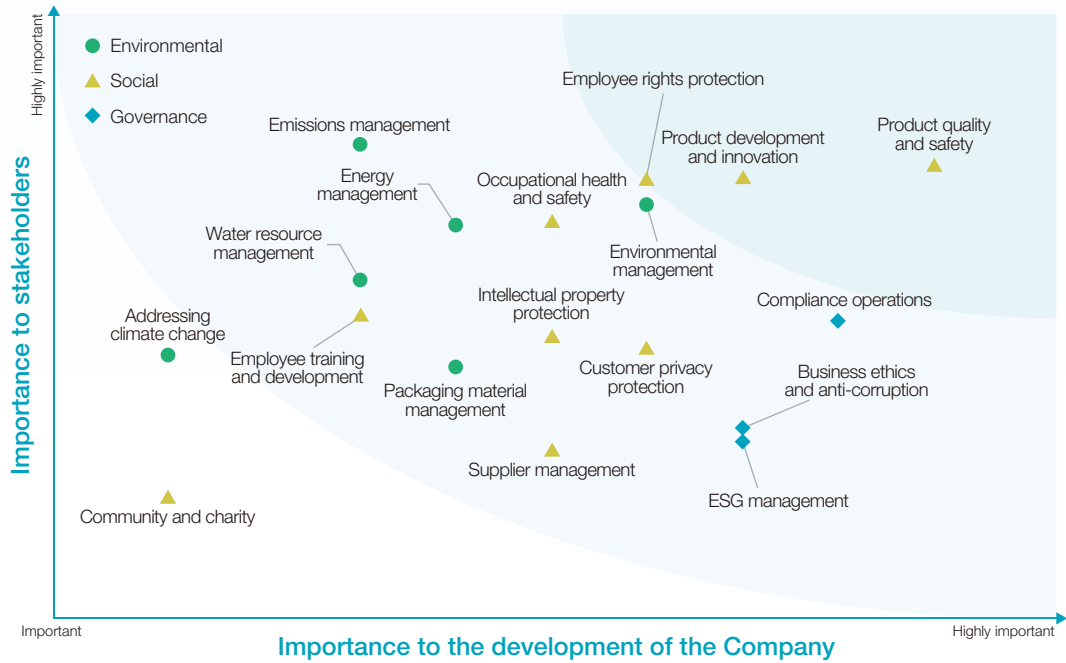 Highly important
Importance to stakeholders
Environmental
Social
Governance
Employee rights protection
Emissions management
Product development
and innovation
Product quality
and safety
Energy
management
Occupational health
and safety
Water resource
management
Environmental
management
Intellectual property
protection
Compliance operations
Addressing
climate change
Employee training
and development
Packaging material
management
Customer privacy
protection
Business ethics
and anti-corruption
Supplier management
ESG management
Community and charity
Important
Highly important
Importance to the development of the Company